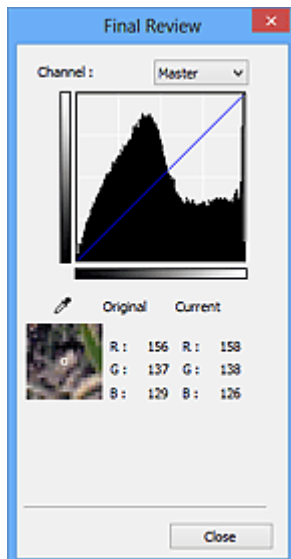 Final Review
Channel : Master
Original Current
R : 156 R : 158
G : 137 G : 138
B : 129 B : 126
Close